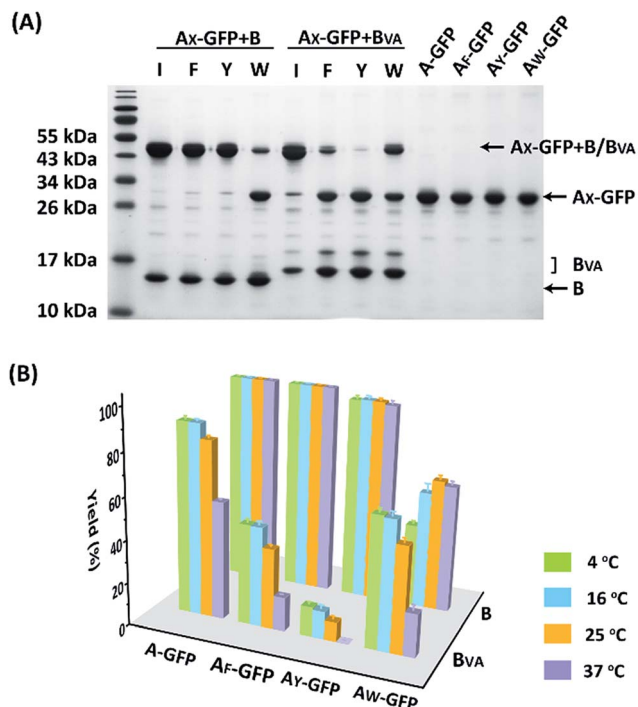 (A)
Ax-GFP+B
Ax-GFP+BVA
A-GFP
AF-GFP
AY-GFP
AW-GFP
I F Y W I F Y W
55 kDa
43 kDa
34 kDa
26 kDa
17 kDa
10 kDa
Ax-GFP+B/BVA
Ax-GFP
BVA
B
(B)
Yield (%)
100
80
60
40
20
0
A-GFP
AF-GFP
AY-GFP
AW-GFP
BVA
B
4 °C
16 °C
25 °C
37 °C